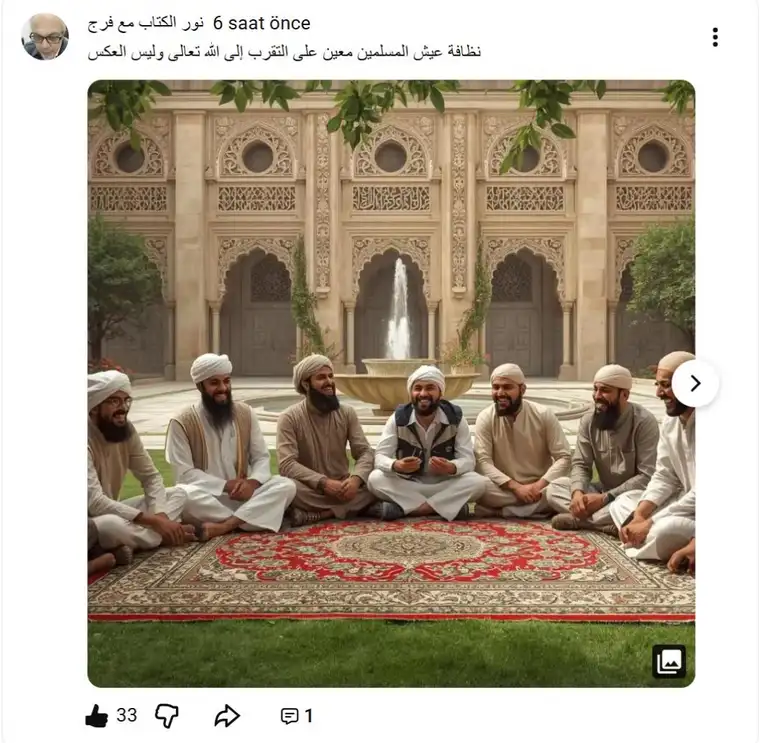 نور الكتاب مع فرج 6 saat önce
نظافة عيش المسلمين معين على التقرب إلى الله تعالى وليس العكس
33
1